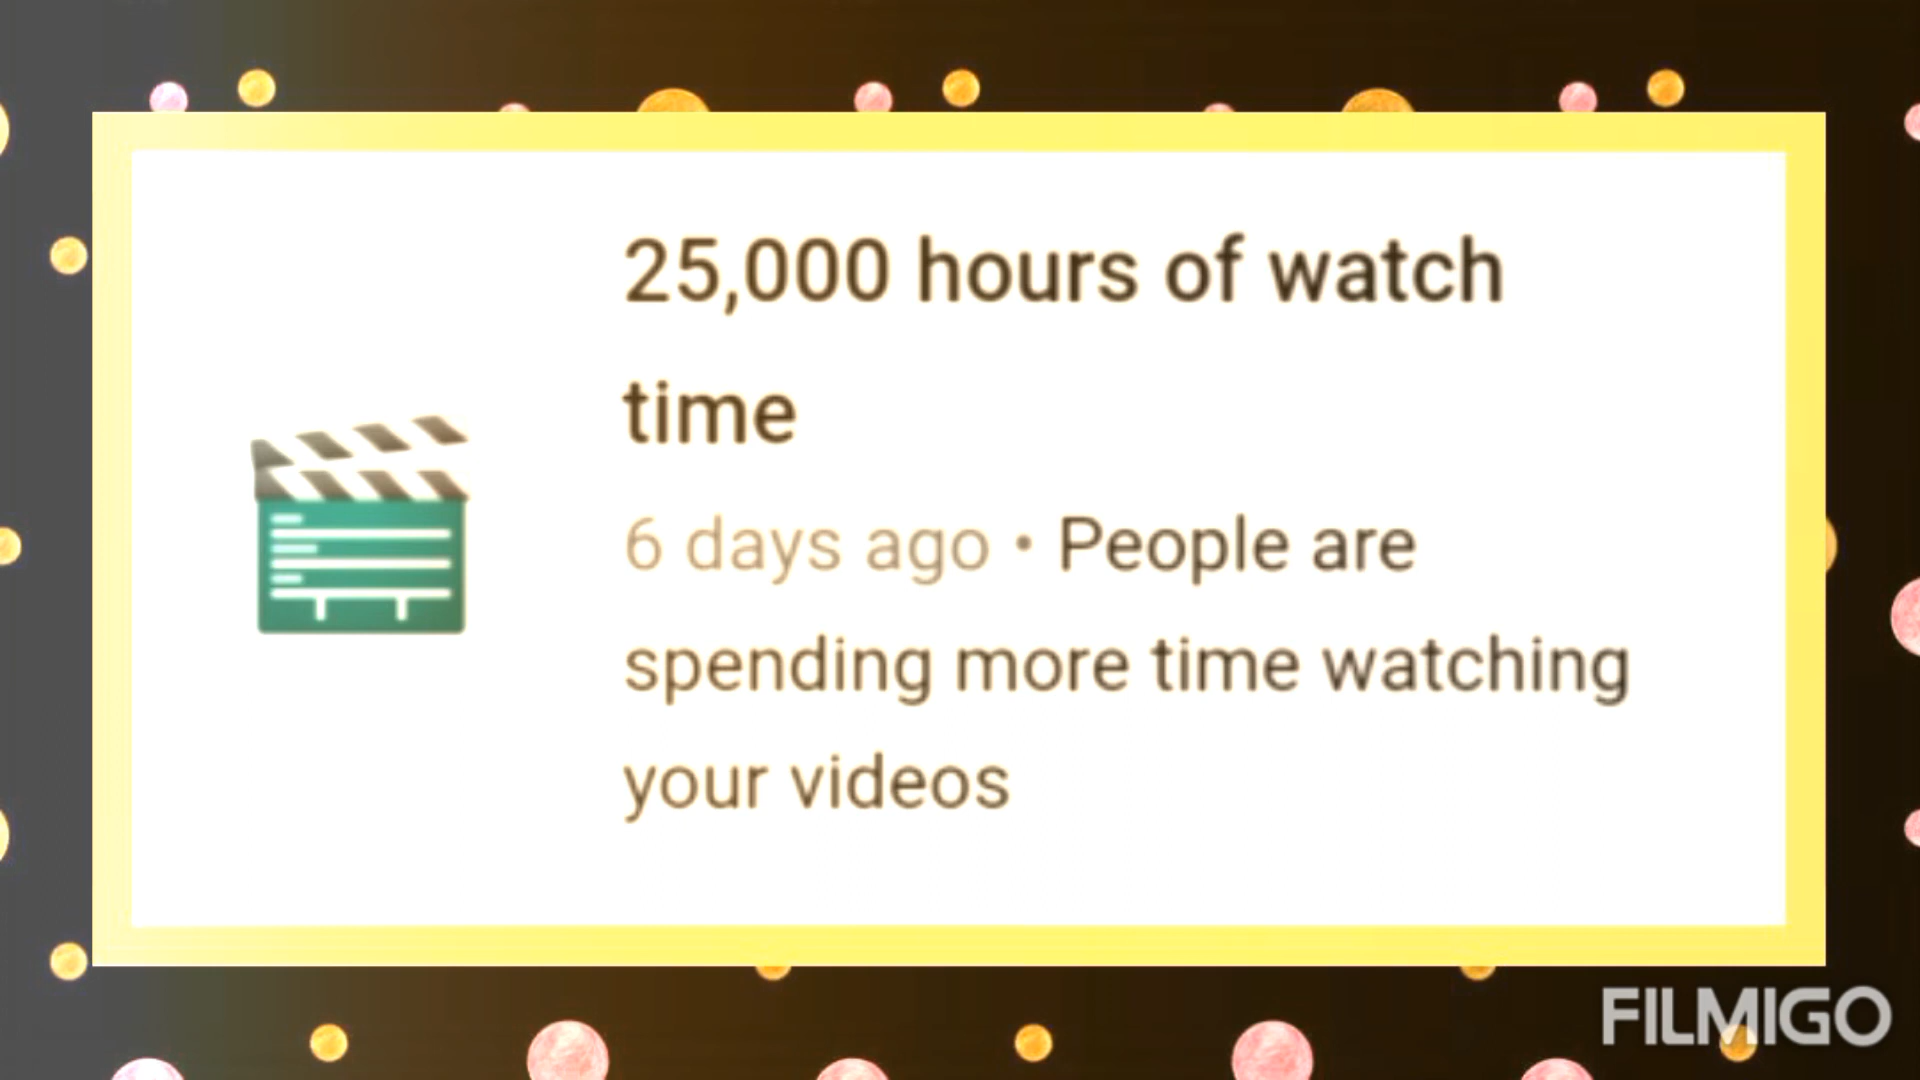 25,000 hours of watch
time
6 days ago • People are
spending more time watching
your videos
FILMIGO